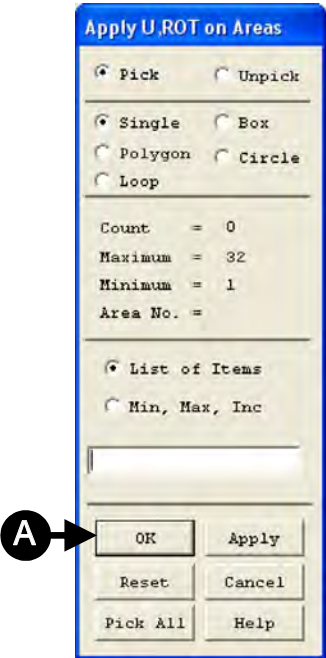 Apply U,ROT on Areas
Pick Unpick
Single Box
Polygon Circle
Loop
Count = 0
Maximum = 32
Minimum = 1
Area No. =
List of Items
Min, Max, Inc
A
OK Apply
Reset Cancel
Pick All Help